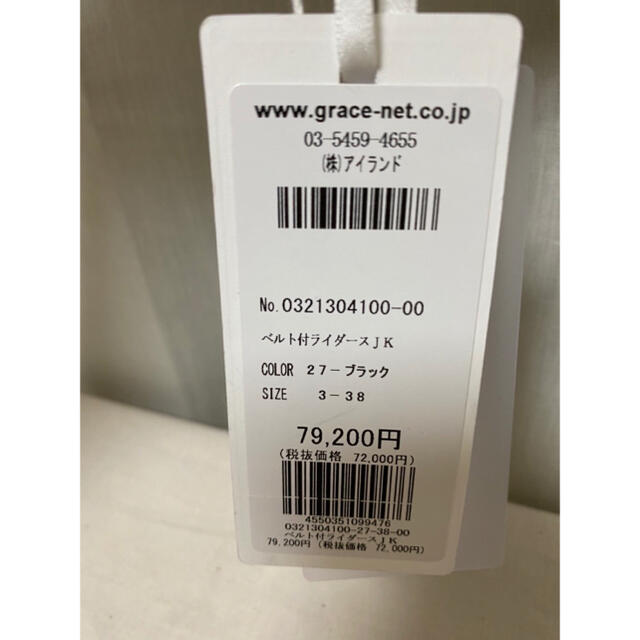 www.grace-net.co.jp
03-5459-4655
(株)アイランド
No.0321304100-00
ベルト付ライダースJK
COLOR 27-ブラック
SIZE 3-38
79,200円
(税抜価格 72,000円)
4550351099476
0321304100-27-38-00
ベルト付ライダースJK
79,200円 (税抜価格 72,000円)